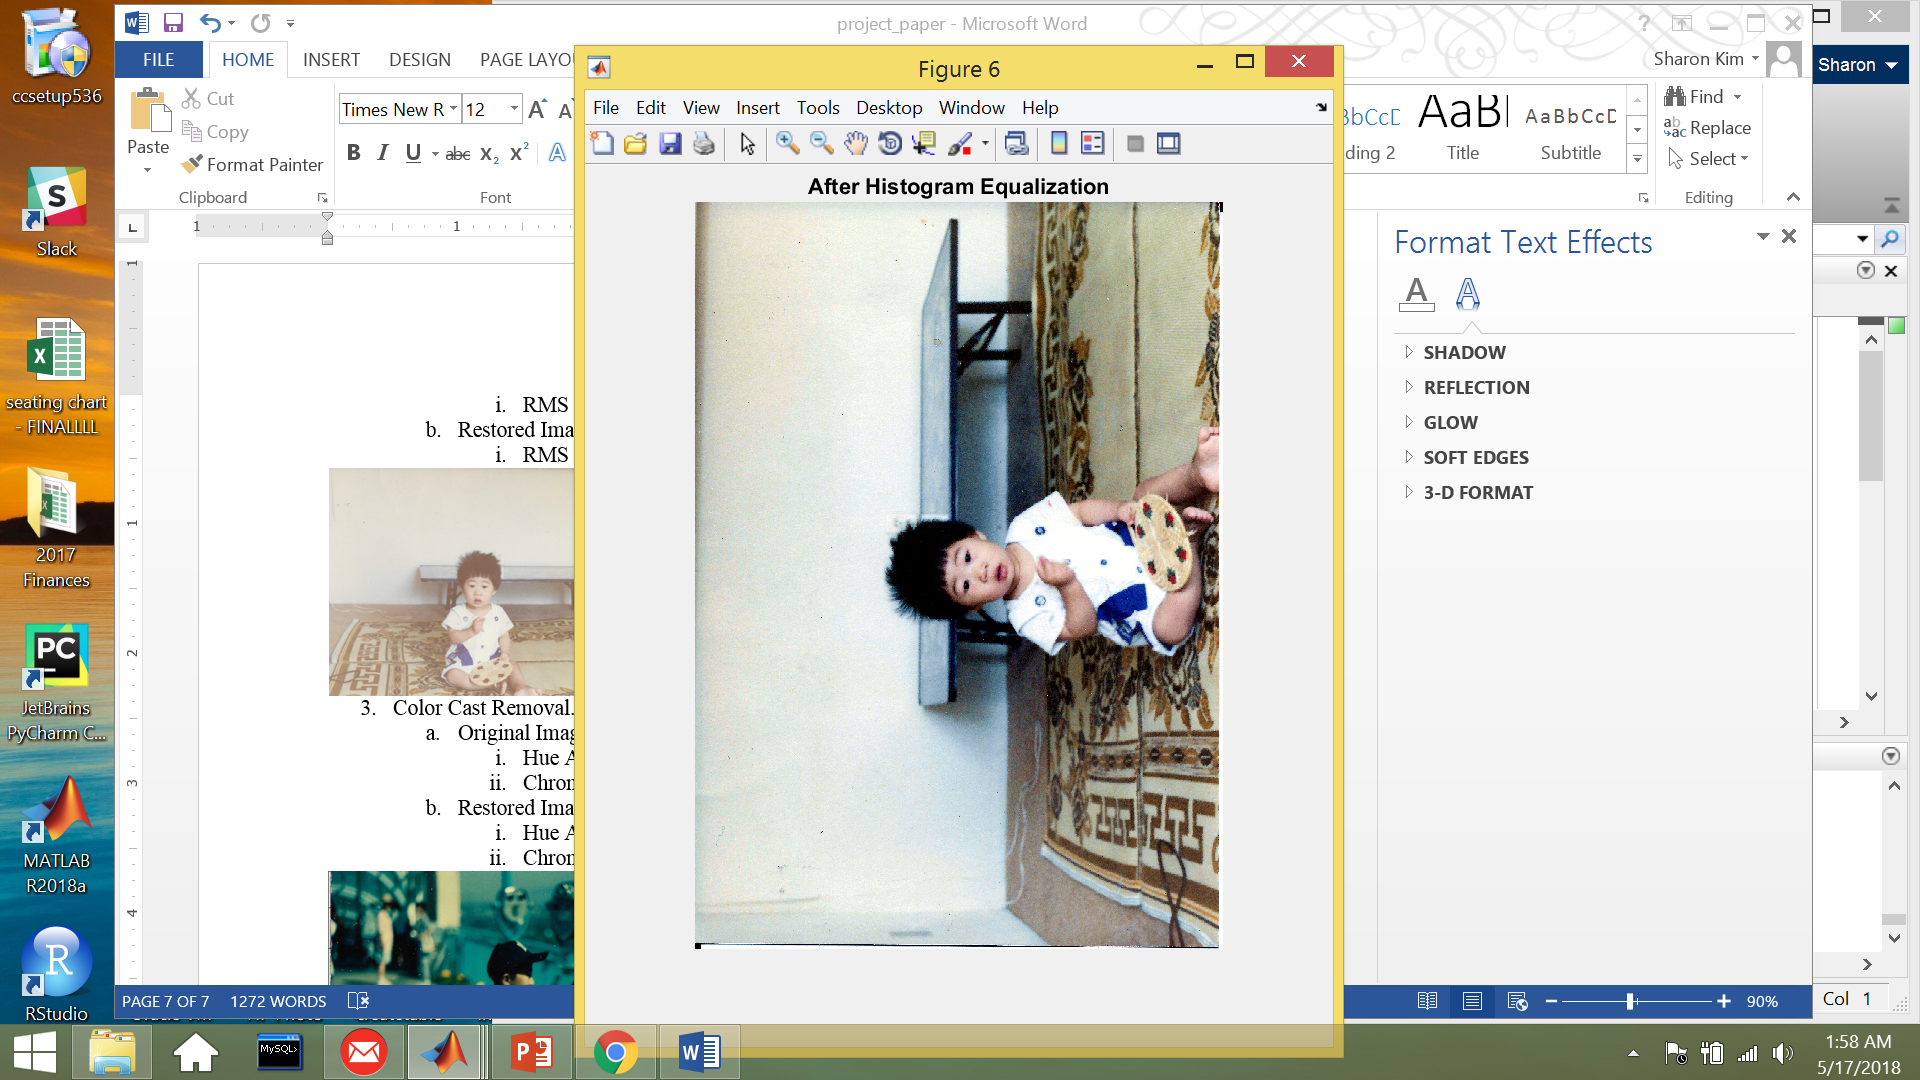 ccsetup536
Slack
seating chart
- FINALLLL
2017
Finances
JetBrains
PyCharm C...
MATLAB
R2018a
RStudio
project_paper - Microsoft Word
FILE HOME INSERT DESIGN PAGE LAYOU
Sharon Kim
Sharon
Paste
Cut
Copy
Format Painter
Clipboard
Times New R 12
B I U abc X₂ X²
Font
AaBbCcD AaBbCcD
Title Subtitle
Find
Replace
Select
Editing
Figure 6
File Edit View Insert Tools Desktop Window Help
After Histogram Equalization
i. RMS
b. Restored Ima
i. RMS
3. Color Cast Removal.
a. Original Imag
i. Hue A
ii. Chron
b. Restored Ima
i. Hue A
ii. Chron
Format Text Effects
SHADOW
REFLECTION
GLOW
SOFT EDGES
3-D FORMAT
PAGE 7 OF 7 1272 WORDS
90%
Col 1
MySQL>
1:58 AM
5/17/2018